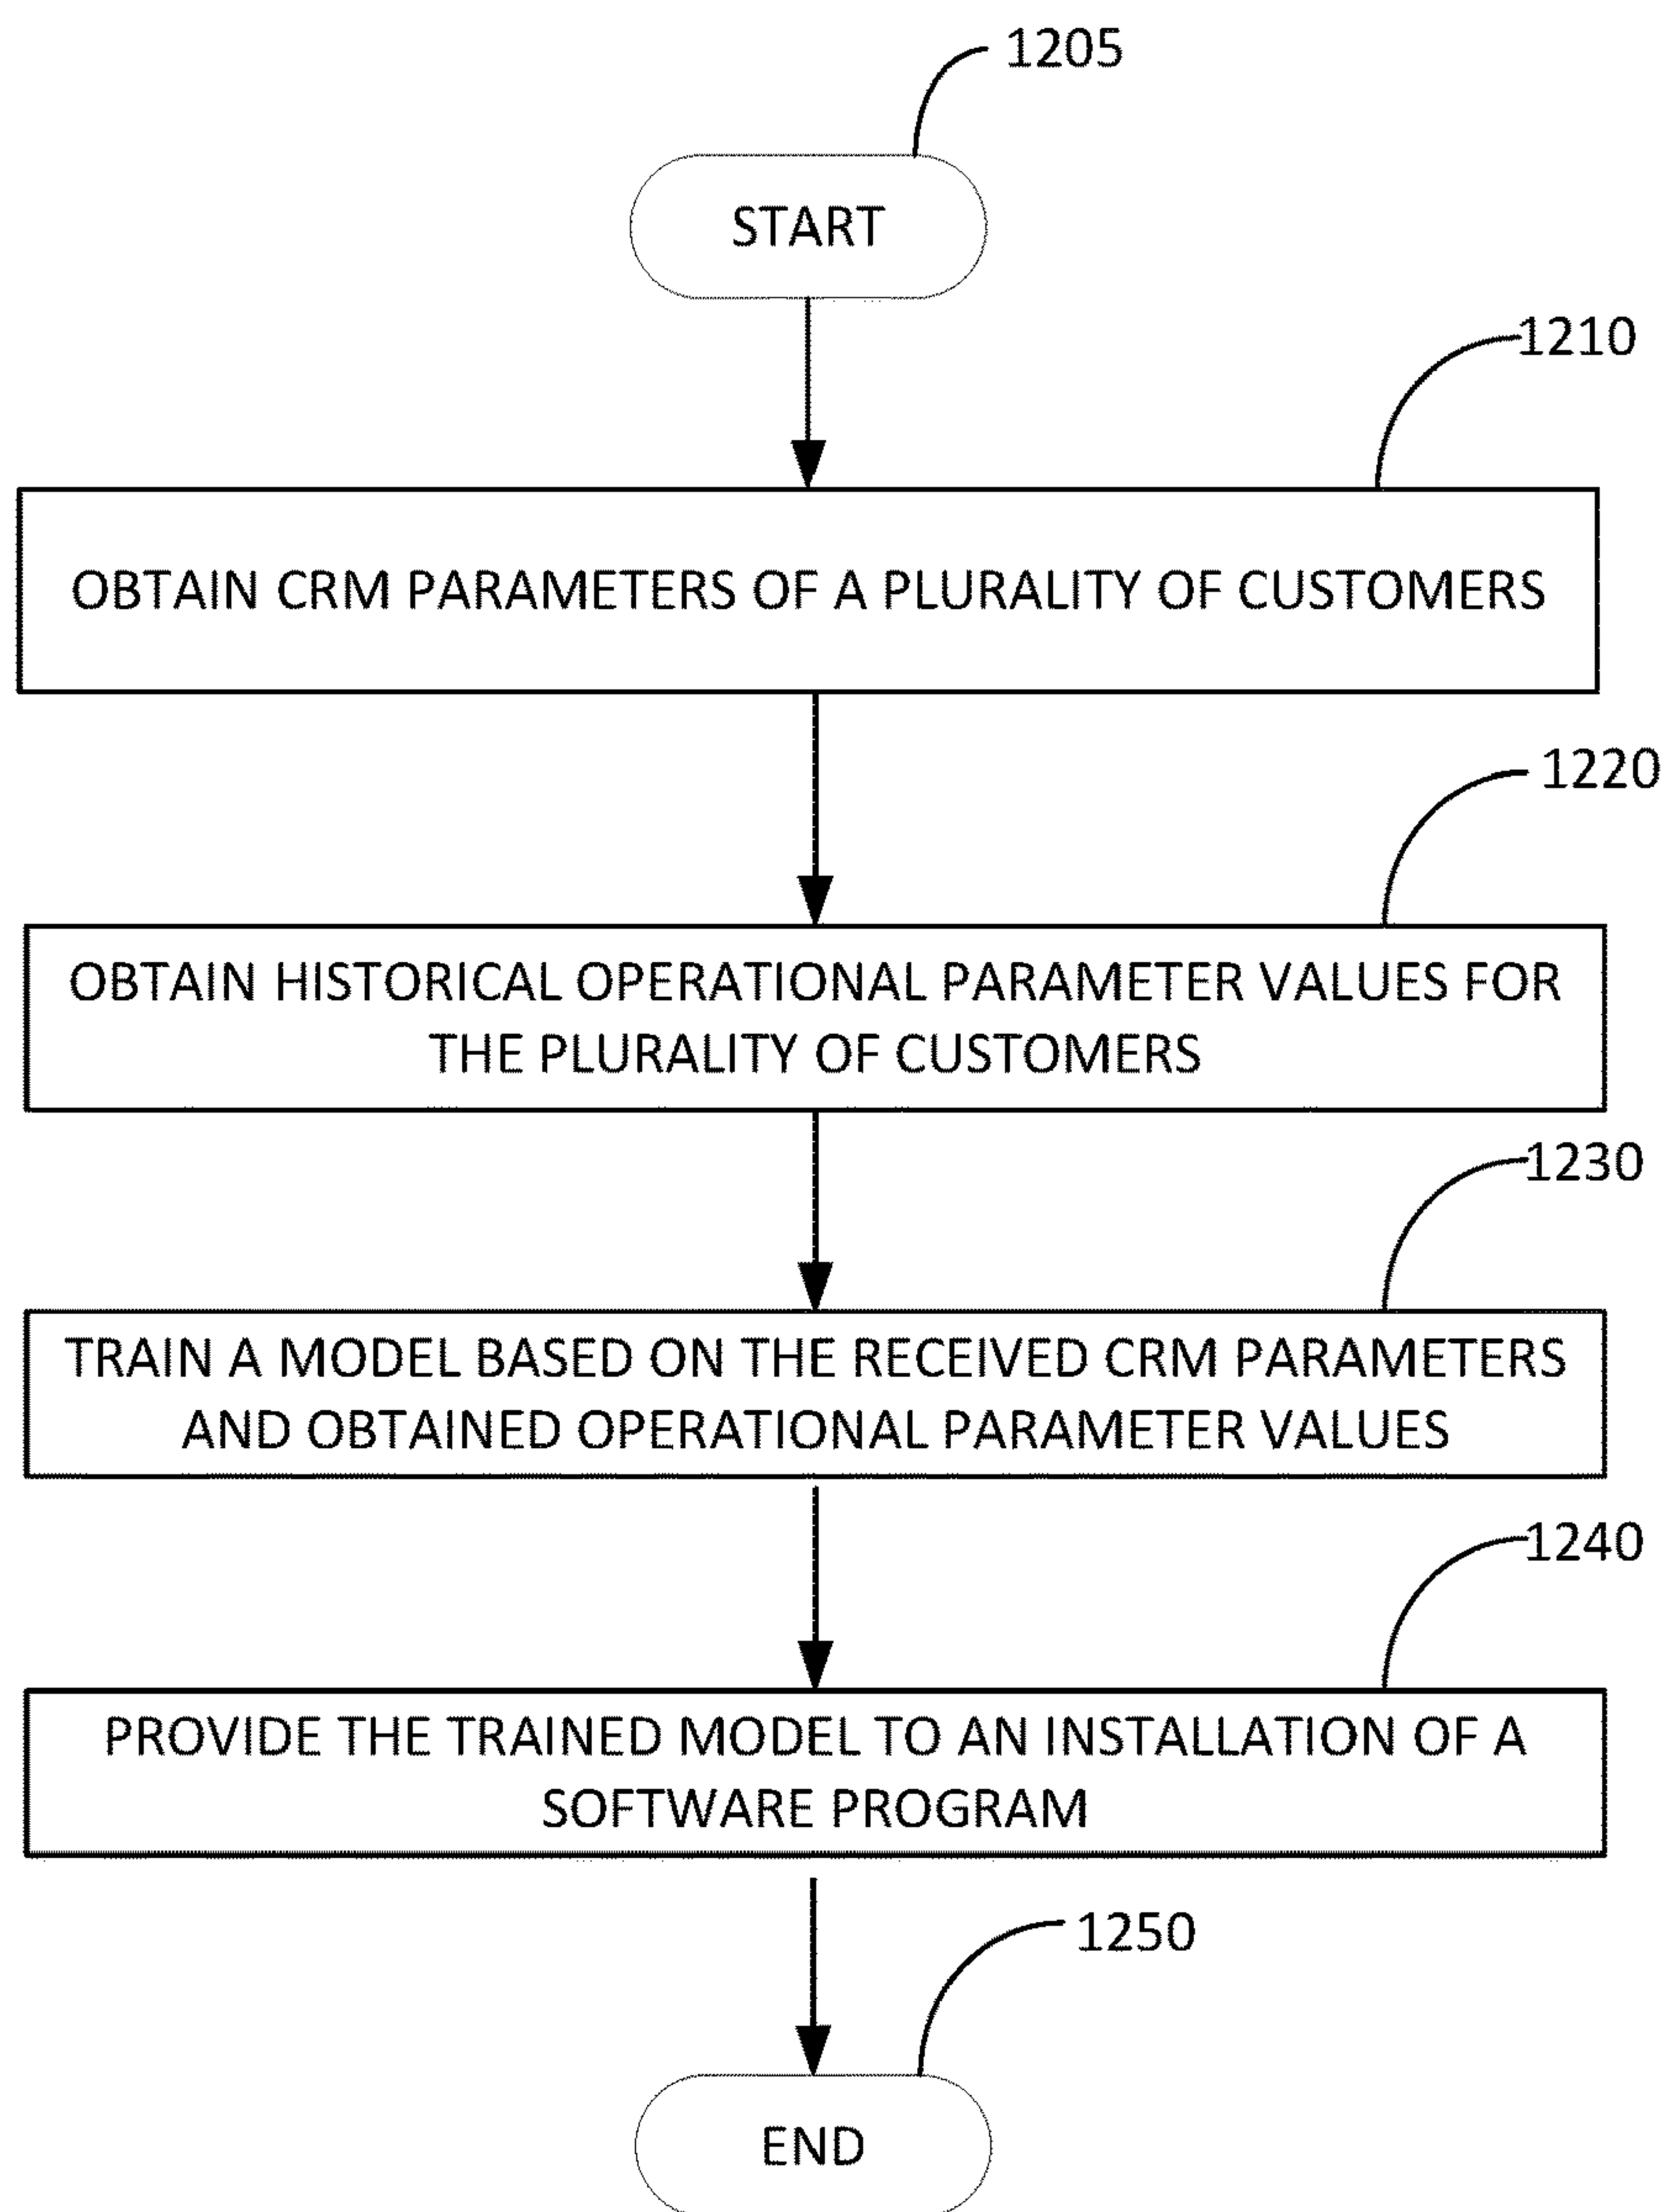 1205
START
1210
OBTAIN CRM PARAMETERS OF A PLURALITY OF CUSTOMERS
1220
OBTAIN HISTORICAL OPERATIONAL PARAMETER VALUES FOR
THE PLURALITY OF CUSTOMERS
1230
TRAIN A MODEL BASED ON THE RECEIVED CRM PARAMETERS
AND OBTAINED OPERATIONAL PARAMETER VALUES
1240
PROVIDE THE TRAINED MODEL TO AN INSTALLATION OF A
SOFTWARE PROGRAM
1250
END